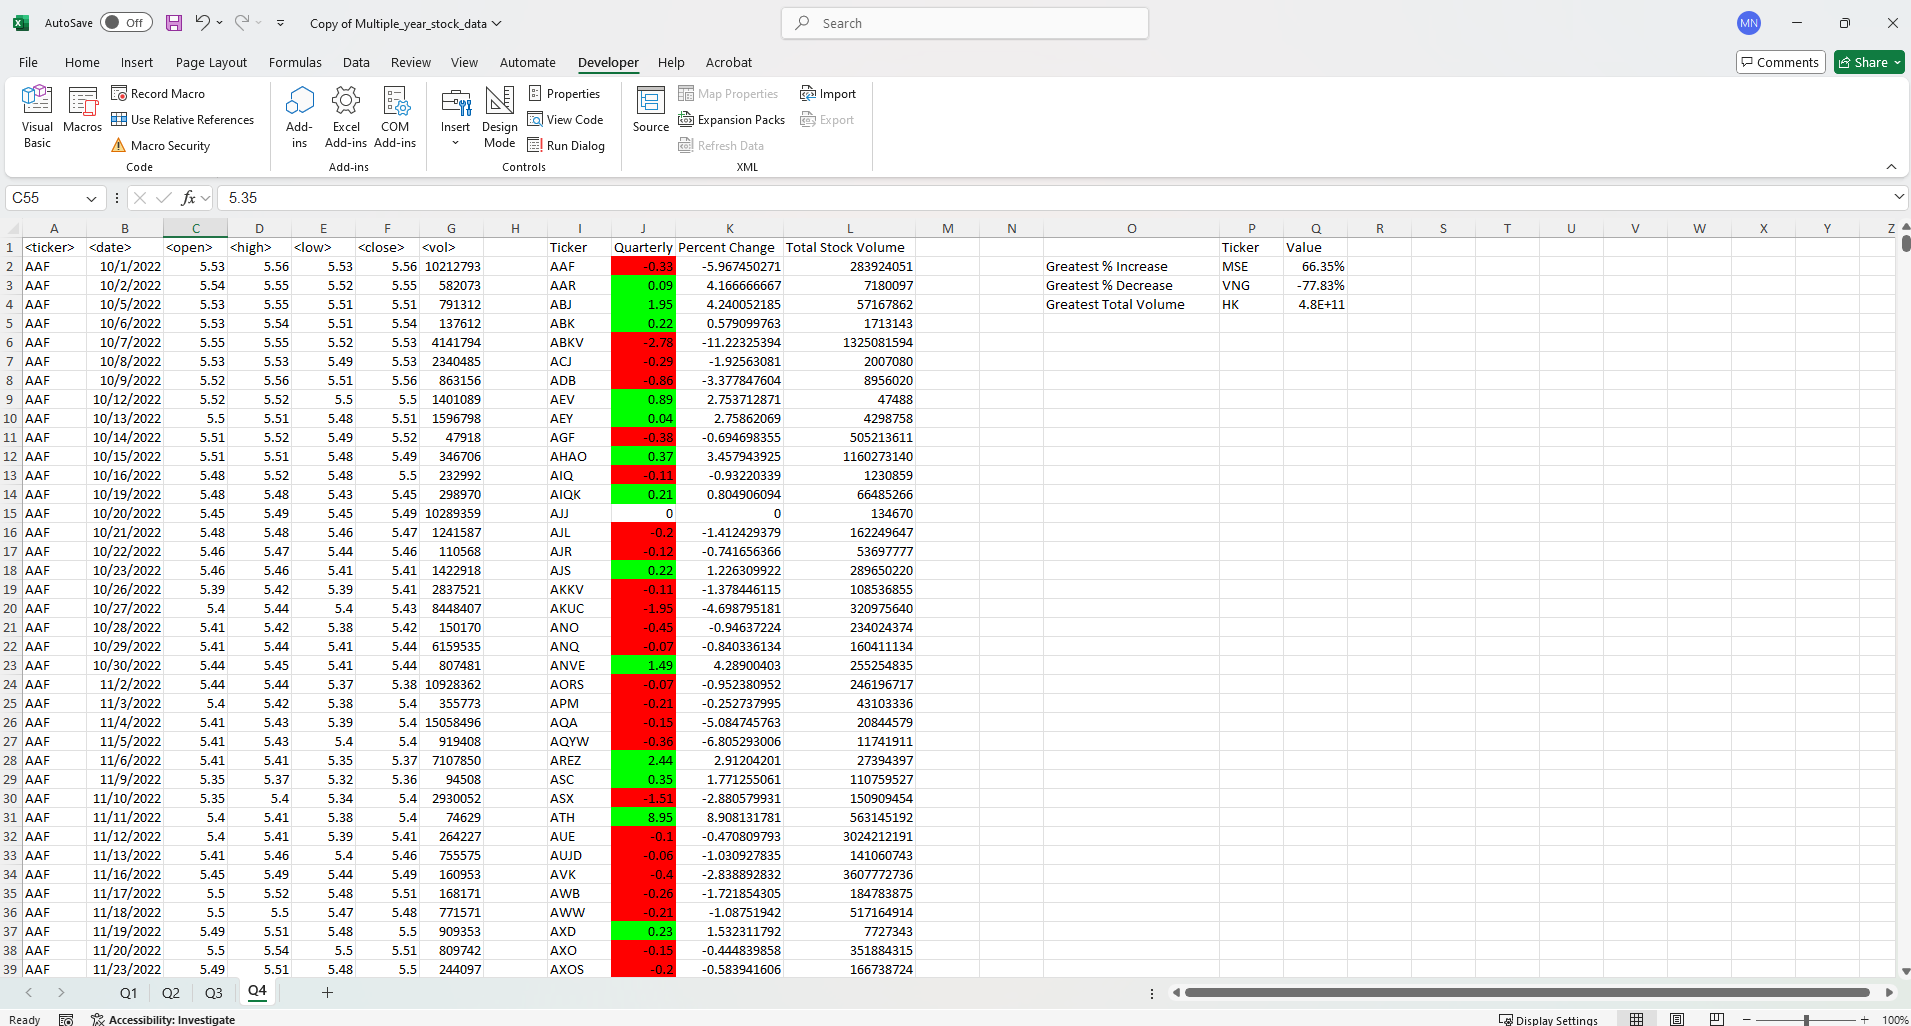 AutoSave Off Copy of Multiple_year_stock_data Search MN
File Home Insert Page Layout Formulas Data Review View Automate Developer Help Acrobat Comments Share
Visual Basic Macros Record Macro Use Relative References Macro Security Code
Add-ins Excel Add-ins COM Add-ins Add-ins
Insert Design Mode Properties View Code Run Dialog Controls
Source Map Properties Expansion Packs Refresh Data Import Export XML
C55 fx 5.35
A B C D E F G H I J K L M N O P Q R S T U V W X Y Z
1 <ticker> <date> <open> <high> <low> <close> <vol> Ticker Quarterly Percent Change Total Stock Volume Ticker Value
2 AAF 10/1/2022 5.53 5.56 5.53 5.56 10212793 AAF -0.33 -5.967450271 283924051 Greatest % Increase MSE 66.35%
3 AAF 10/2/2022 5.54 5.55 5.52 5.55 582073 AAR 0.09 4.166666667 7180097 Greatest % Decrease VNG -77.83%
4 AAF 10/5/2022 5.53 5.55 5.51 5.51 791312 ABJ 1.95 4.240052185 57167862 Greatest Total Volume HK 4.8E+11
5 AAF 10/6/2022 5.53 5.54 5.51 5.54 137612 ABK 0.22 0.579099763 1713143
6 AAF 10/7/2022 5.55 5.55 5.52 5.53 4141794 ABKV -2.78 -11.22325394 1325081594
7 AAF 10/8/2022 5.53 5.53 5.49 5.53 2340485 ACJ -0.29 -1.92563081 2007080
8 AAF 10/9/2022 5.52 5.56 5.51 5.56 863156 ADB -0.86 -3.377847604 8956020
9 AAF 10/12/2022 5.52 5.52 5.5 5.5 1401089 AEV 0.89 2.753712871 47488
10 AAF 10/13/2022 5.5 5.51 5.48 5.51 1596798 AEY 0.04 2.75862069 4298758
11 AAF 10/14/2022 5.51 5.52 5.49 5.52 47918 AGF -0.38 -0.694698355 505213611
12 AAF 10/15/2022 5.51 5.51 5.48 5.49 346706 AHAO 0.37 3.457943925 1160273140
13 AAF 10/16/2022 5.48 5.52 5.48 5.5 232992 AIQ -0.11 -0.93220339 1230859
14 AAF 10/19/2022 5.48 5.48 5.43 5.45 298970 AIQK 0.21 0.804906094 66485266
15 AAF 10/20/2022 5.45 5.49 5.45 5.49 10289359 AJJ 0 0 134670
16 AAF 10/21/2022 5.48 5.48 5.46 5.47 1241587 AJL -0.2 -1.412429379 162249647
17 AAF 10/22/2022 5.46 5.47 5.44 5.46 110568 AJR -0.12 -0.741656366 53697777
18 AAF 10/23/2022 5.46 5.46 5.41 5.41 1422918 AJS 0.22 1.226309922 289650220
19 AAF 10/26/2022 5.39 5.42 5.39 5.41 2837521 AKKV -0.11 -1.378446115 108536855
20 AAF 10/27/2022 5.4 5.44 5.4 5.43 8448407 AKUC -1.95 -4.698795181 320975640
21 AAF 10/28/2022 5.41 5.42 5.38 5.42 150170 ANO -0.45 -0.94637224 234024374
22 AAF 10/29/2022 5.41 5.44 5.41 5.44 6159535 ANQ -0.07 -0.840336134 160411134
23 AAF 10/30/2022 5.44 5.45 5.41 5.44 807481 ANVE 1.49 4.28900403 255254835
24 AAF 11/2/2022 5.44 5.44 5.37 5.38 10928362 AORS -0.07 -0.952380952 246196717
25 AAF 11/3/2022 5.4 5.42 5.38 5.4 355773 APM -0.21 -0.252737995 43103336
26 AAF 11/4/2022 5.41 5.43 5.39 5.4 15058496 AQA -0.15 -5.084745763 20844579
27 AAF 11/5/2022 5.41 5.43 5.4 5.4 919408 AQYW -0.36 -6.805293006 11741911
28 AAF 11/6/2022 5.41 5.41 5.35 5.37 7107850 AREZ 2.44 2.91204201 27394397
29 AAF 11/9/2022 5.35 5.37 5.32 5.36 94508 ASC 0.35 1.771255061 110759527
30 AAF 11/10/2022 5.35 5.4 5.34 5.4 2930052 ASX -1.51 -2.880579931 150909454
31 AAF 11/11/2022 5.4 5.41 5.38 5.4 74629 ATH 8.95 8.908131781 563145192
32 AAF 11/12/2022 5.4 5.41 5.39 5.41 264227 AUE -0.1 -0.470809793 3024212191
33 AAF 11/13/2022 5.41 5.46 5.4 5.46 755575 AUJD -0.06 -1.030927835 141060743
34 AAF 11/16/2022 5.45 5.49 5.44 5.49 160953 AVK -0.4 -2.838892832 3607772736
35 AAF 11/17/2022 5.5 5.52 5.48 5.51 168171 AWB -0.26 -1.721854305 184783875
36 AAF 11/18/2022 5.5 5.5 5.47 5.48 771571 AWW -0.21 -1.08751942 517164914
37 AAF 11/19/2022 5.49 5.51 5.48 5.5 909353 AXD 0.23 1.532311792 7727343
38 AAF 11/20/2022 5.5 5.54 5.5 5.51 809742 AXO -0.15 -0.444839858 351884315
39 AAF 11/23/2022 5.49 5.51 5.48 5.5 244097 AXOS -0.2 -0.583941606 166738724
Q1 Q2 Q3 Q4
Ready Accessibility: Investigate Display Settings 100%